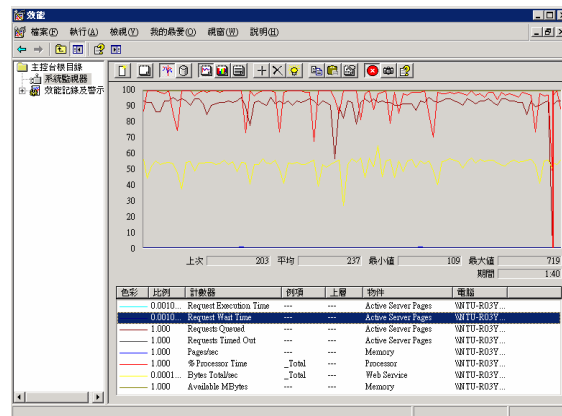 效能
檔案(F) 執行(A) 檢視(V) 我的最愛(O) 視窗(W) 說明(H)
主控台根目錄
系統監視器
效能記錄及警示
100
90
80
70
60
50
40
30
20
10
0
上次 203 平均 237 最小值 109 最大值 719
期間 1:40
色彩 比例 計數器 例項 上層 物件 電腦
0.0010... Request Execution Time --- --- Active Server Pages \\NTU-R03Y...
0.0010... Request Wait Time --- --- Active Server Pages \\NTU-R03Y...
1.000 Requests Queued --- --- Active Server Pages \\NTU-R03Y...
1.000 Requests Timed Out --- --- Active Server Pages \\NTU-R03Y...
1.000 Pages/sec --- --- Memory \\NTU-R03Y...
1.000 % Processor Time _Total --- Processor \\NTU-R03Y...
0.0001... Bytes Total/sec _Total --- Web Service \\NTU-R03Y...
1.000 Available MBytes --- --- Memory \\NTU-R03Y...